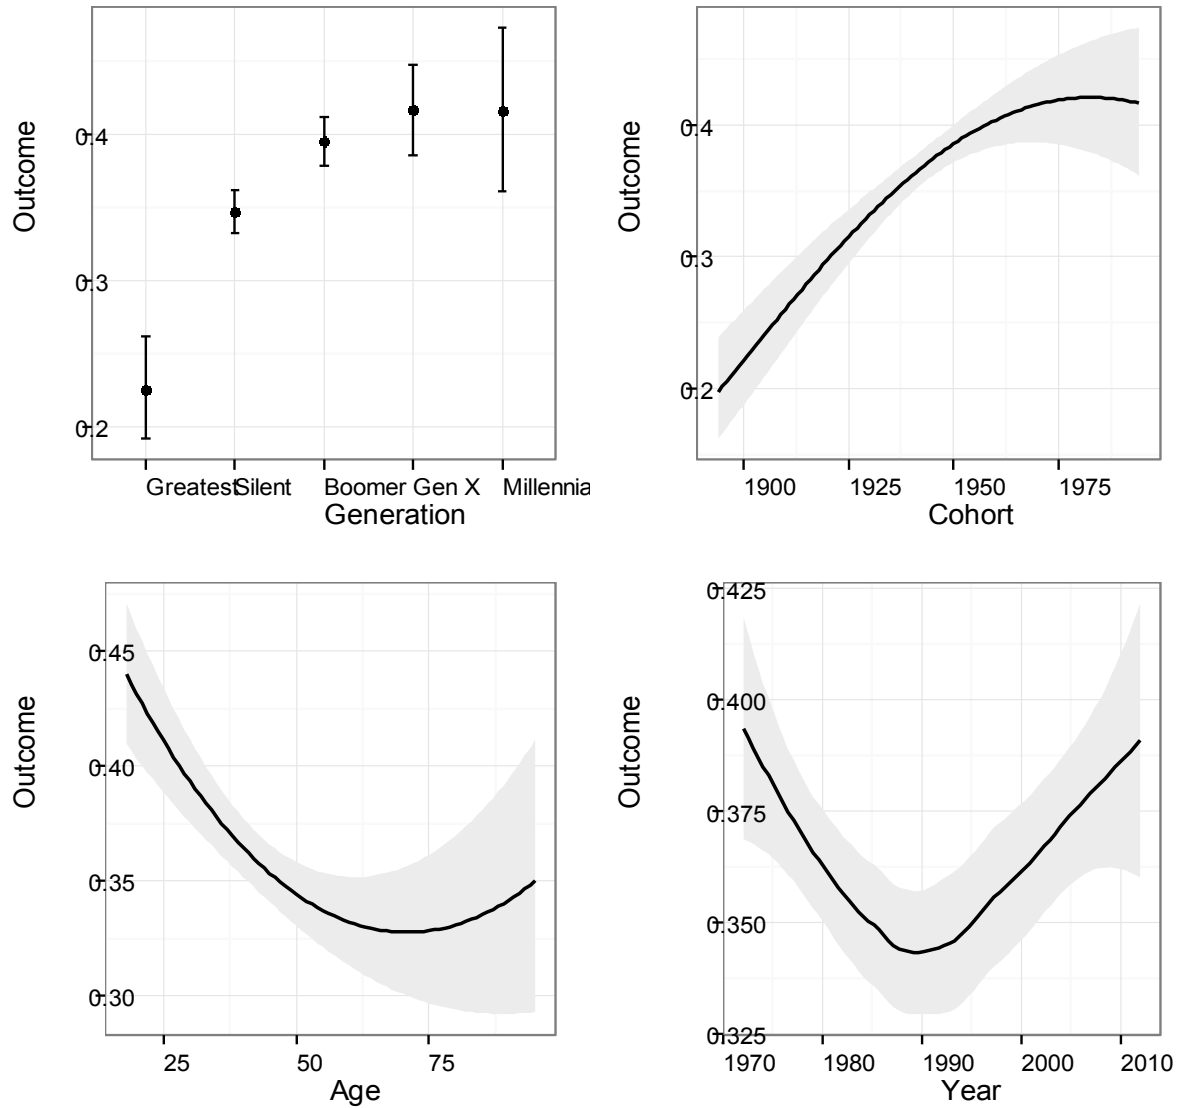 Outcome
0.4
0.3
0.2
Greatest Silent Boomer Gen X Millennia
Generation
Outcome
0.4
0.3
0.2
1900 1925 1950 1975
Cohort
Outcome
0.45
0.40
0.35
0.30
25 50 75
Age
Outcome
0.425
0.400
0.375
0.350
0.325
1970 1980 1990 2000 2010
Year